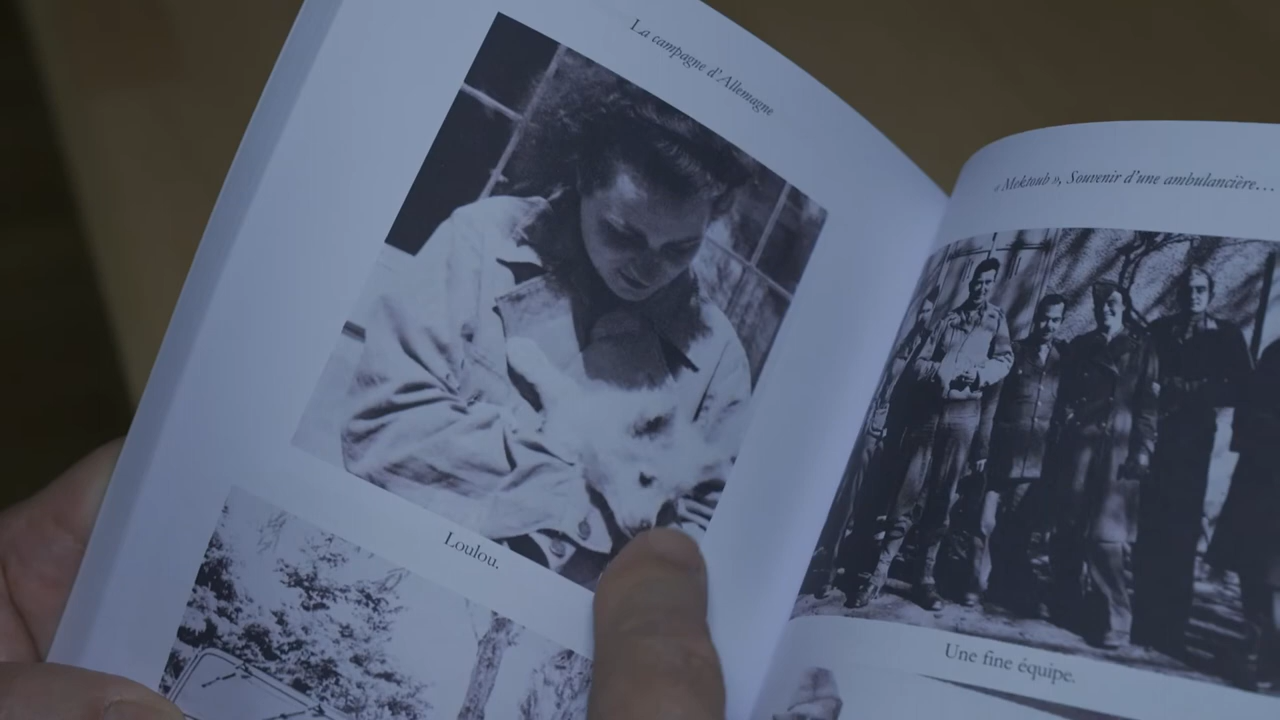 La campagne d'Allemagne
Loulou.
« Mektoub », Souvenir d'une ambulancière…
Une fine équipe.